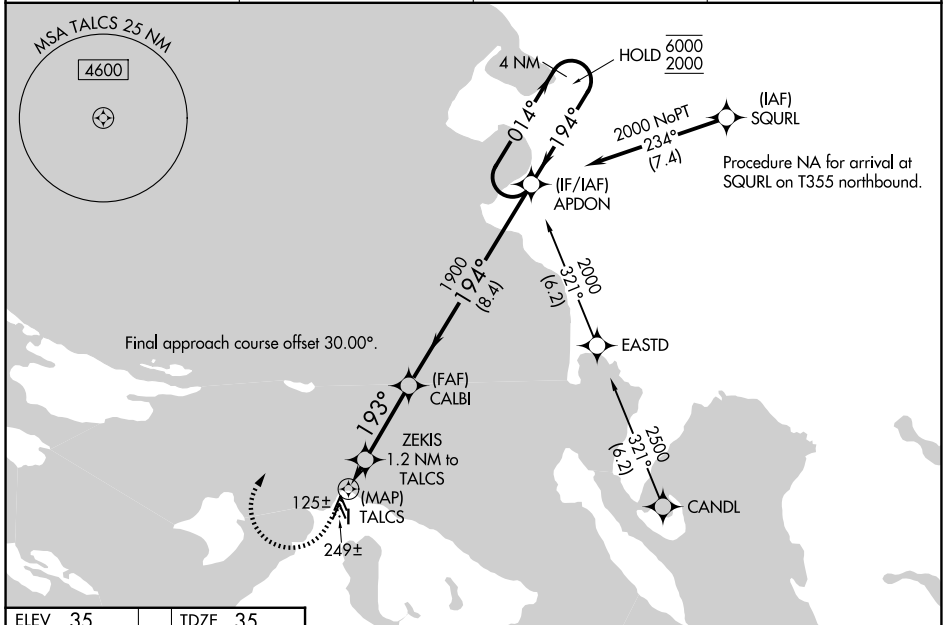 MSA TALCS 25 NM
4600
4 NM
HOLD 6000
2000
014°
194°
(IAF)
SQURL
2000 NoPT
234°
(7.4)
Procedure NA for arrival at
SQURL on T355 northbound.
(IF/IAF)
APDON
1900
194°
(8.4)
2000
321°
(6.2)
Final approach course offset 30.00°.
EASTD
(FAF)
CALBI
193°
ZEKIS
1.2 NM to
TALCS
2500
321°
(6.2)
CANDL
125±
(MAP)
TALCS
249±
ELEV 35
TDZE 35